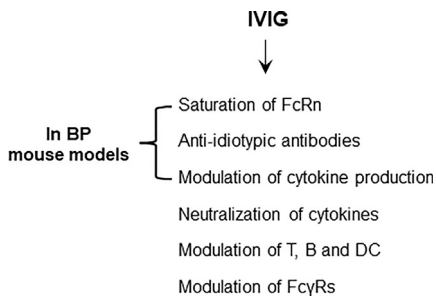 IVIG
Saturation of FcRn
In BP
mouse models
Anti-idiotypic antibodies
Modulation of cytokine production
Neutralization of cytokines
Modulation of T, B and DC
Modulation of FcγRs